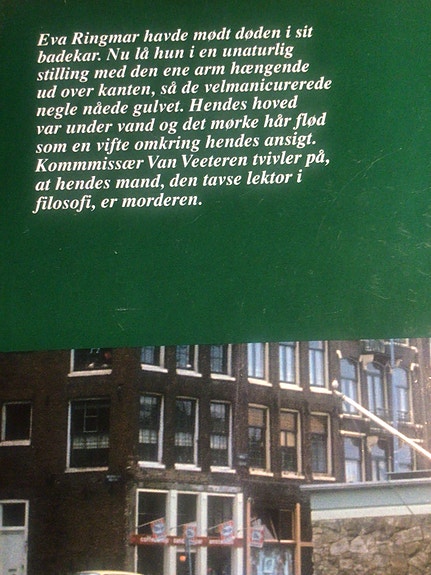 Eva Ringmar havde mødt døden i sit
badekar. Nu lå hun i en unaturlig
stilling med den ene arm hængende
ud over kanten, så de velmanicurerede
negle nåede gulvet. Hendes hoved
var under vand og det mørke hår flød
som en vifte omkring hendes ansigt.
Kommmissær Van Veeteren tvivler på,
at hendes mand, den tavse lektor i
filosofi, er morderen.